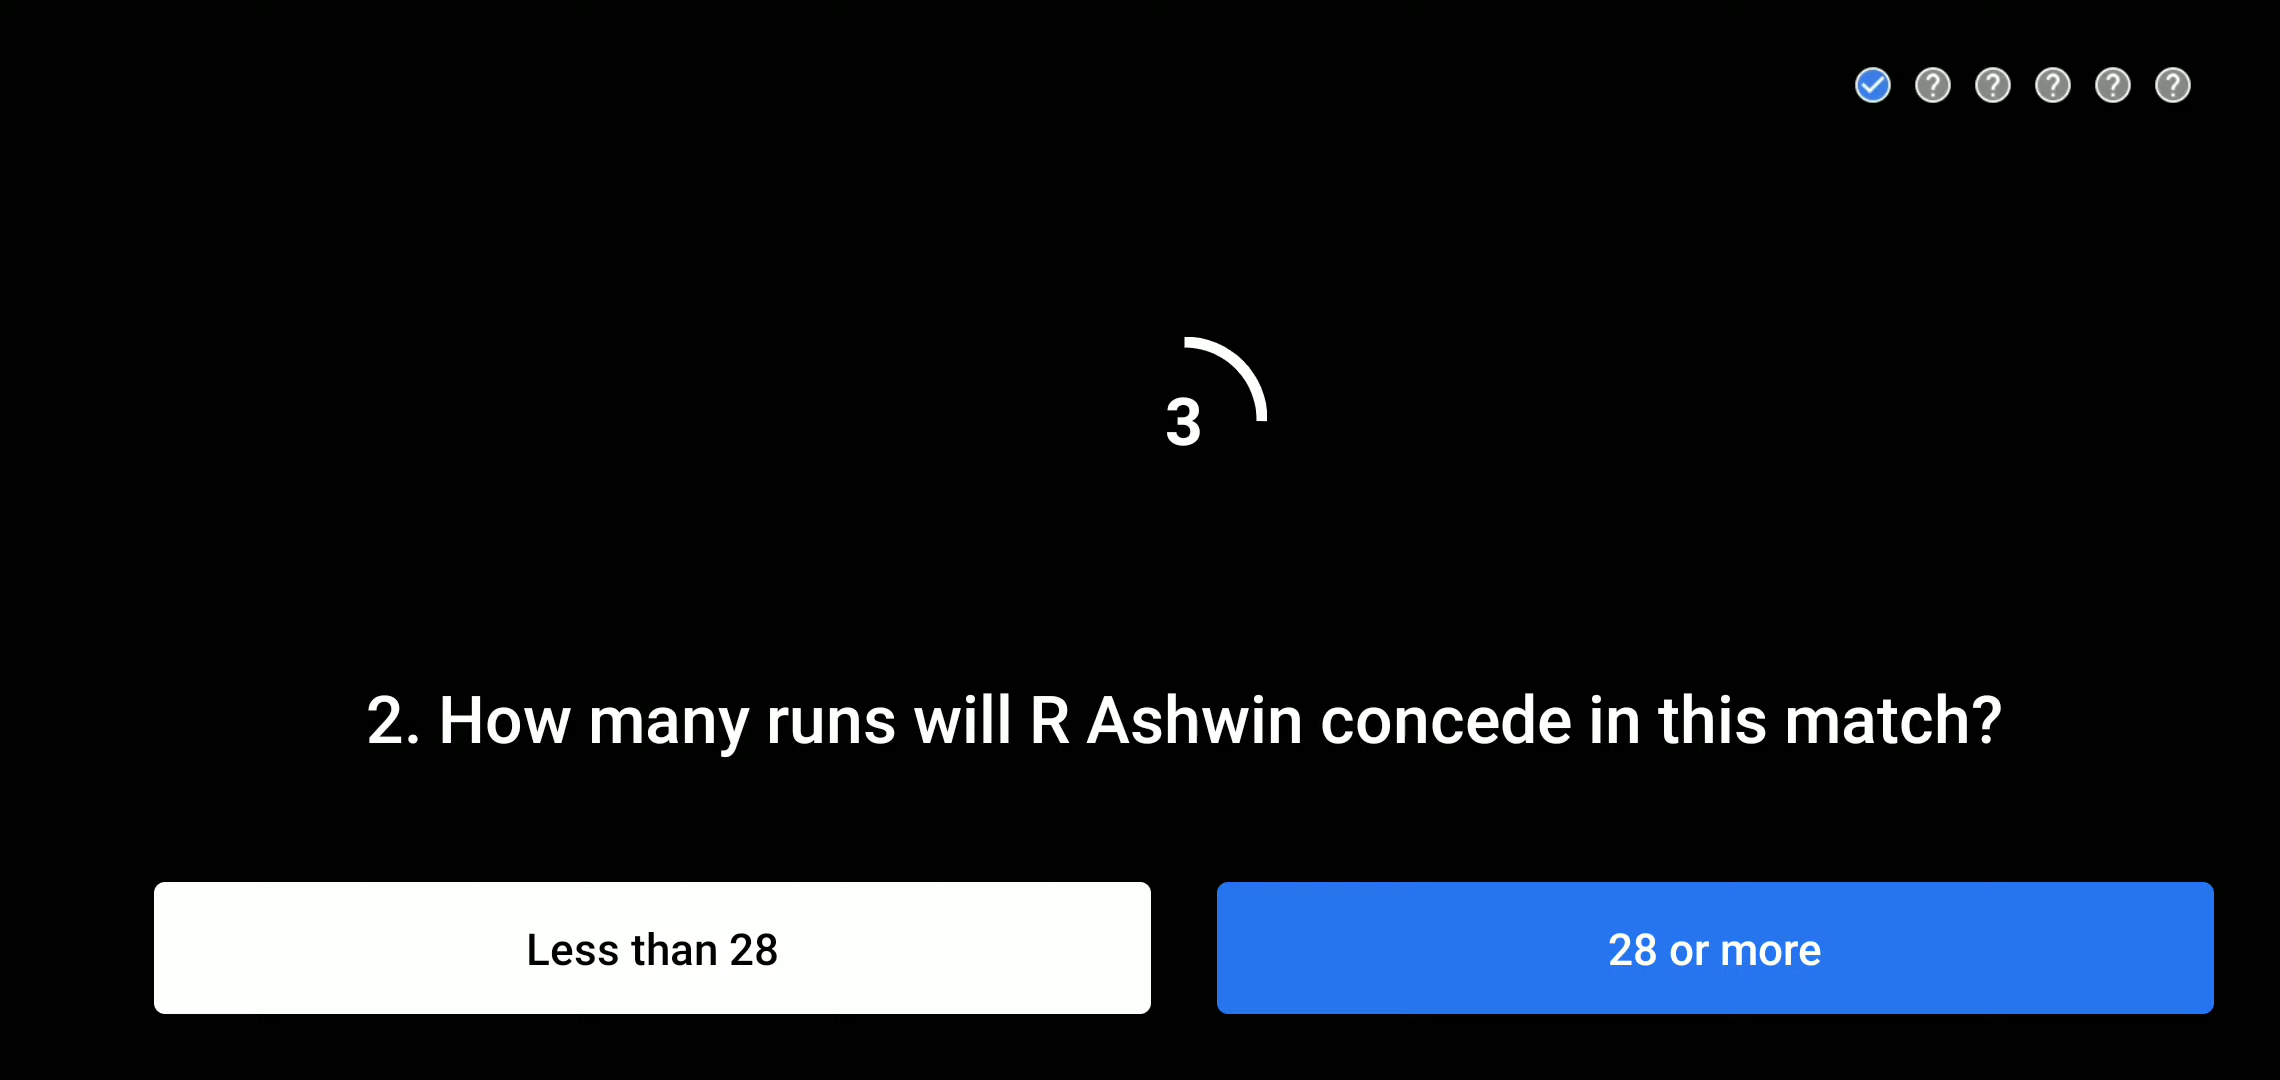 3
2. How many runs will R Ashwin concede in this match?
Less than 28
28 or more